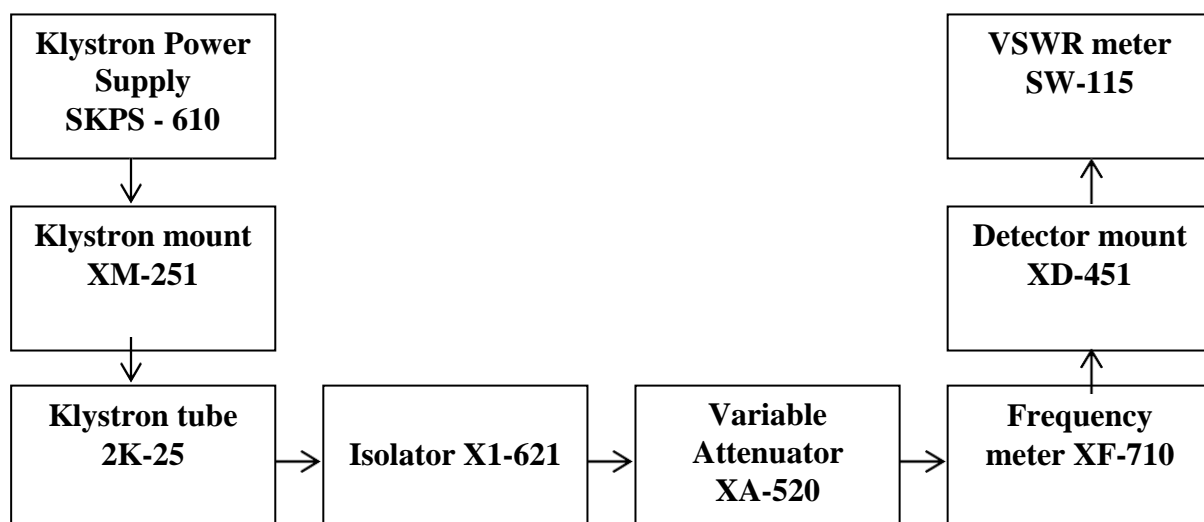 Klystron Power
Supply
SKPS - 610
Klystron mount
XM-251
Klystron tube
2K-25
Isolator X1-621
Variable
Attenuator
XA-520
Frequency
meter XF-710
Detector mount
XD-451
VSWR meter
SW-115